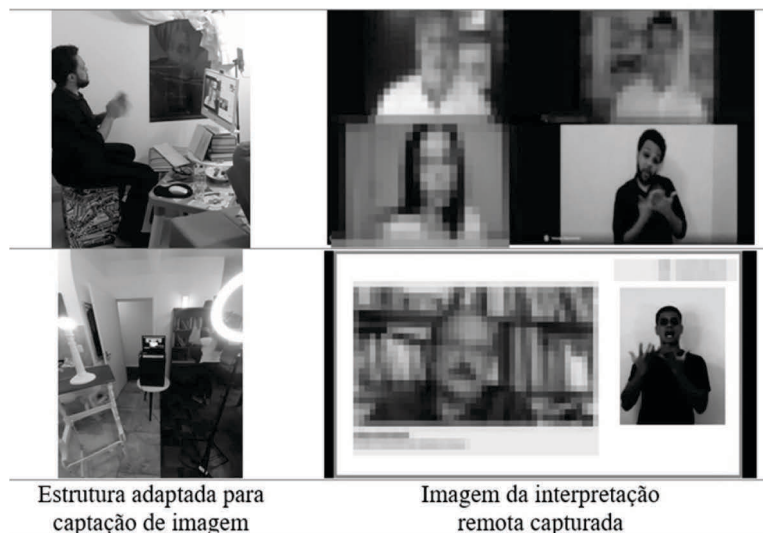 Estrutura adaptada para
captação de imagem
Imagem da interpretação
remota capturada